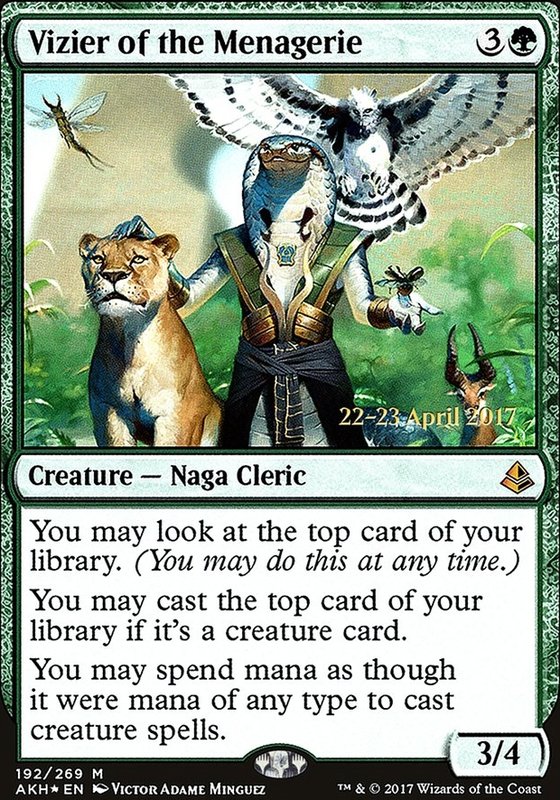 Vizier of the Menagerie 3
22-23 April 2017
Creature — Naga Cleric
You may look at the top card of your
library. (You may do this at any time.)
You may cast the top card of your
library if it's a creature card.
You may spend mana as though
it were mana of any type to cast
creature spells.
3/4
192/269 M
AKH★EN Victor Adame Minguez
™ & © 2017 Wizards of the Coast